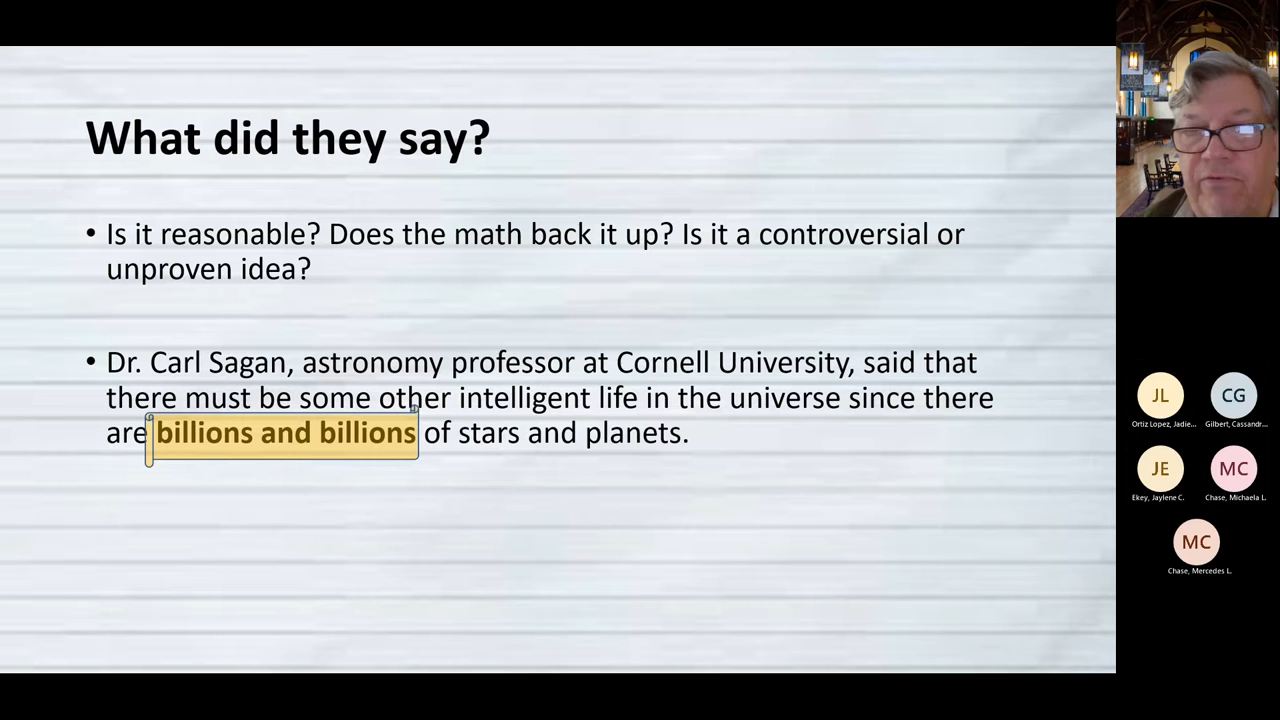 What did they say?
• Is it reasonable? Does the math back it up? Is it a controversial or
unproven idea?
• Dr. Carl Sagan, astronomy professor at Cornell University, said that
there must be some other intelligent life in the universe since there
are billions and billions of stars and planets.
JL
CG
Ortiz Lopez, Jadie...
Gilbert, Cassandr...
JE
MC
Ekey, Jaylene C.
Chase, Michaela L.
MC
Chase, Mercedes L.